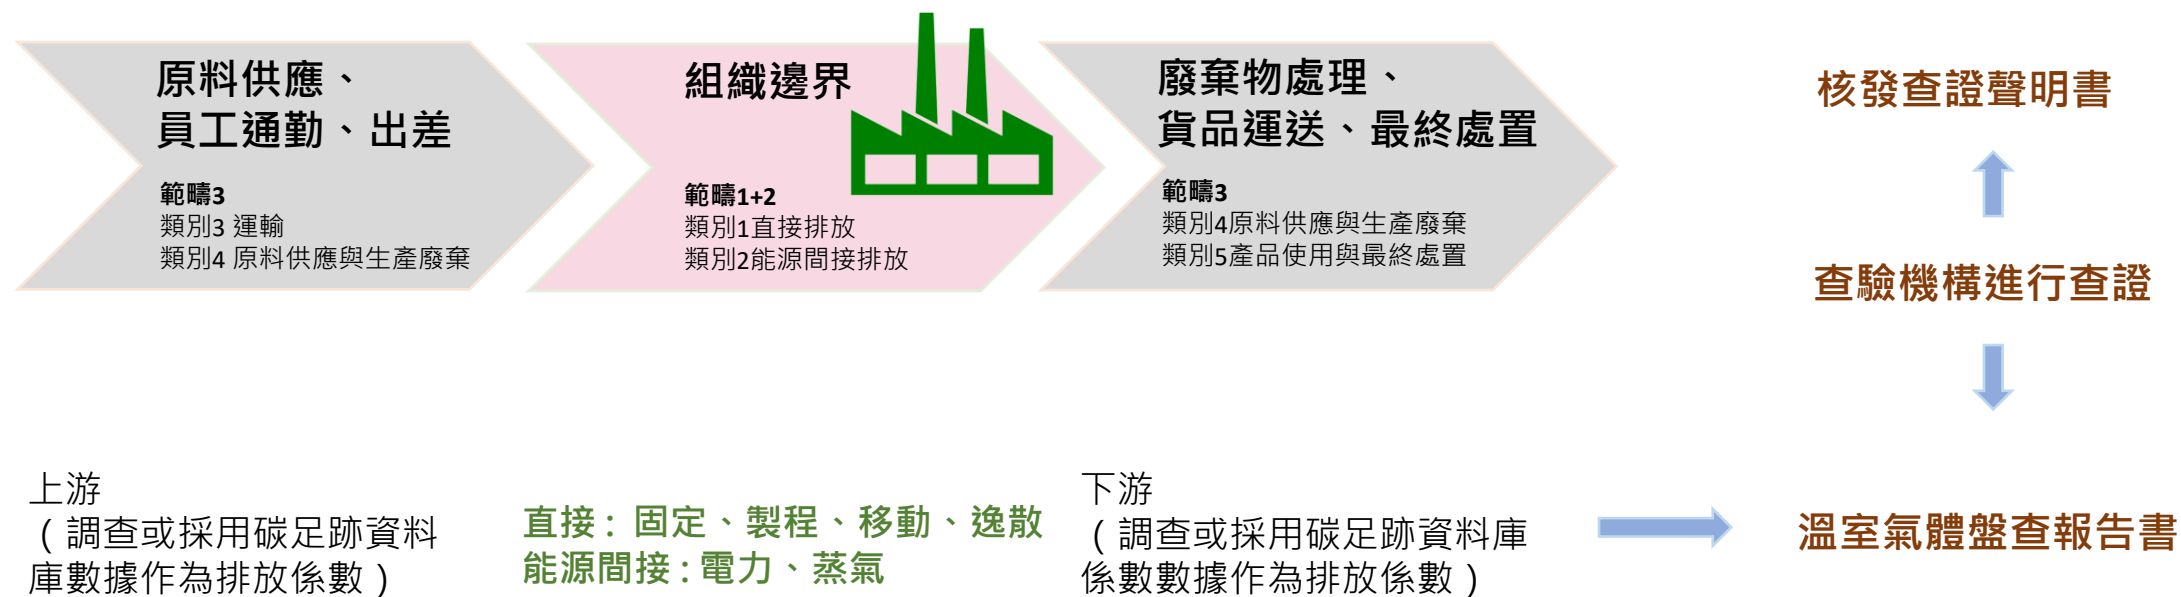 原料供應、
員工通勤、出差
範疇3
類別3 運輸
類別4 原料供應與生產廢棄
組織邊界
範疇1+2
類別1直接排放
類別2能源間接排放
廢棄物處理、
貨品運送、最終處置
範疇3
類別4原料供應與生產廢棄
類別5產品使用與最終處置
核發查證聲明書
查驗機構進行查證
上游
（調查或採用碳足跡資料
庫數據作為排放係數）
直接：固定、製程、移動、逸散
能源間接：電力、蒸氣
下游
（調查或採用碳足跡資料庫
係數數據作為排放係數）
溫室氣體盤查報告書